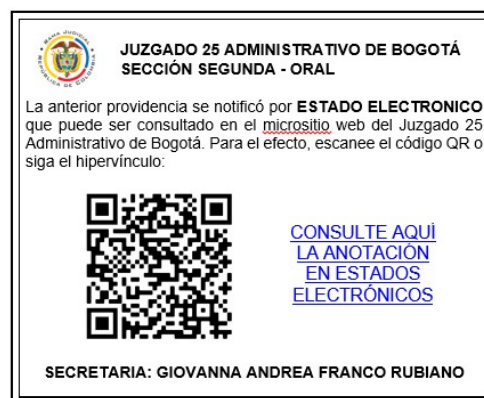 JUZGADO 25 ADMINISTRATIVO DE BOGOTÁ
SECCIÓN SEGUNDA - ORAL
La anterior providencia se notificó por ESTADO ELECTRONICO
que puede ser consultado en el micrositio web del Juzgado 25
Administrativo de Bogotá. Para el efecto, escanee el código QR o
siga el hipervínculo:
CONSULTE AQUÍ
LA ANOTACIÓN
EN ESTADOS
ELECTRÓNICOS
SECRETARIA: GIOVANNA ANDREA FRANCO RUBIANO